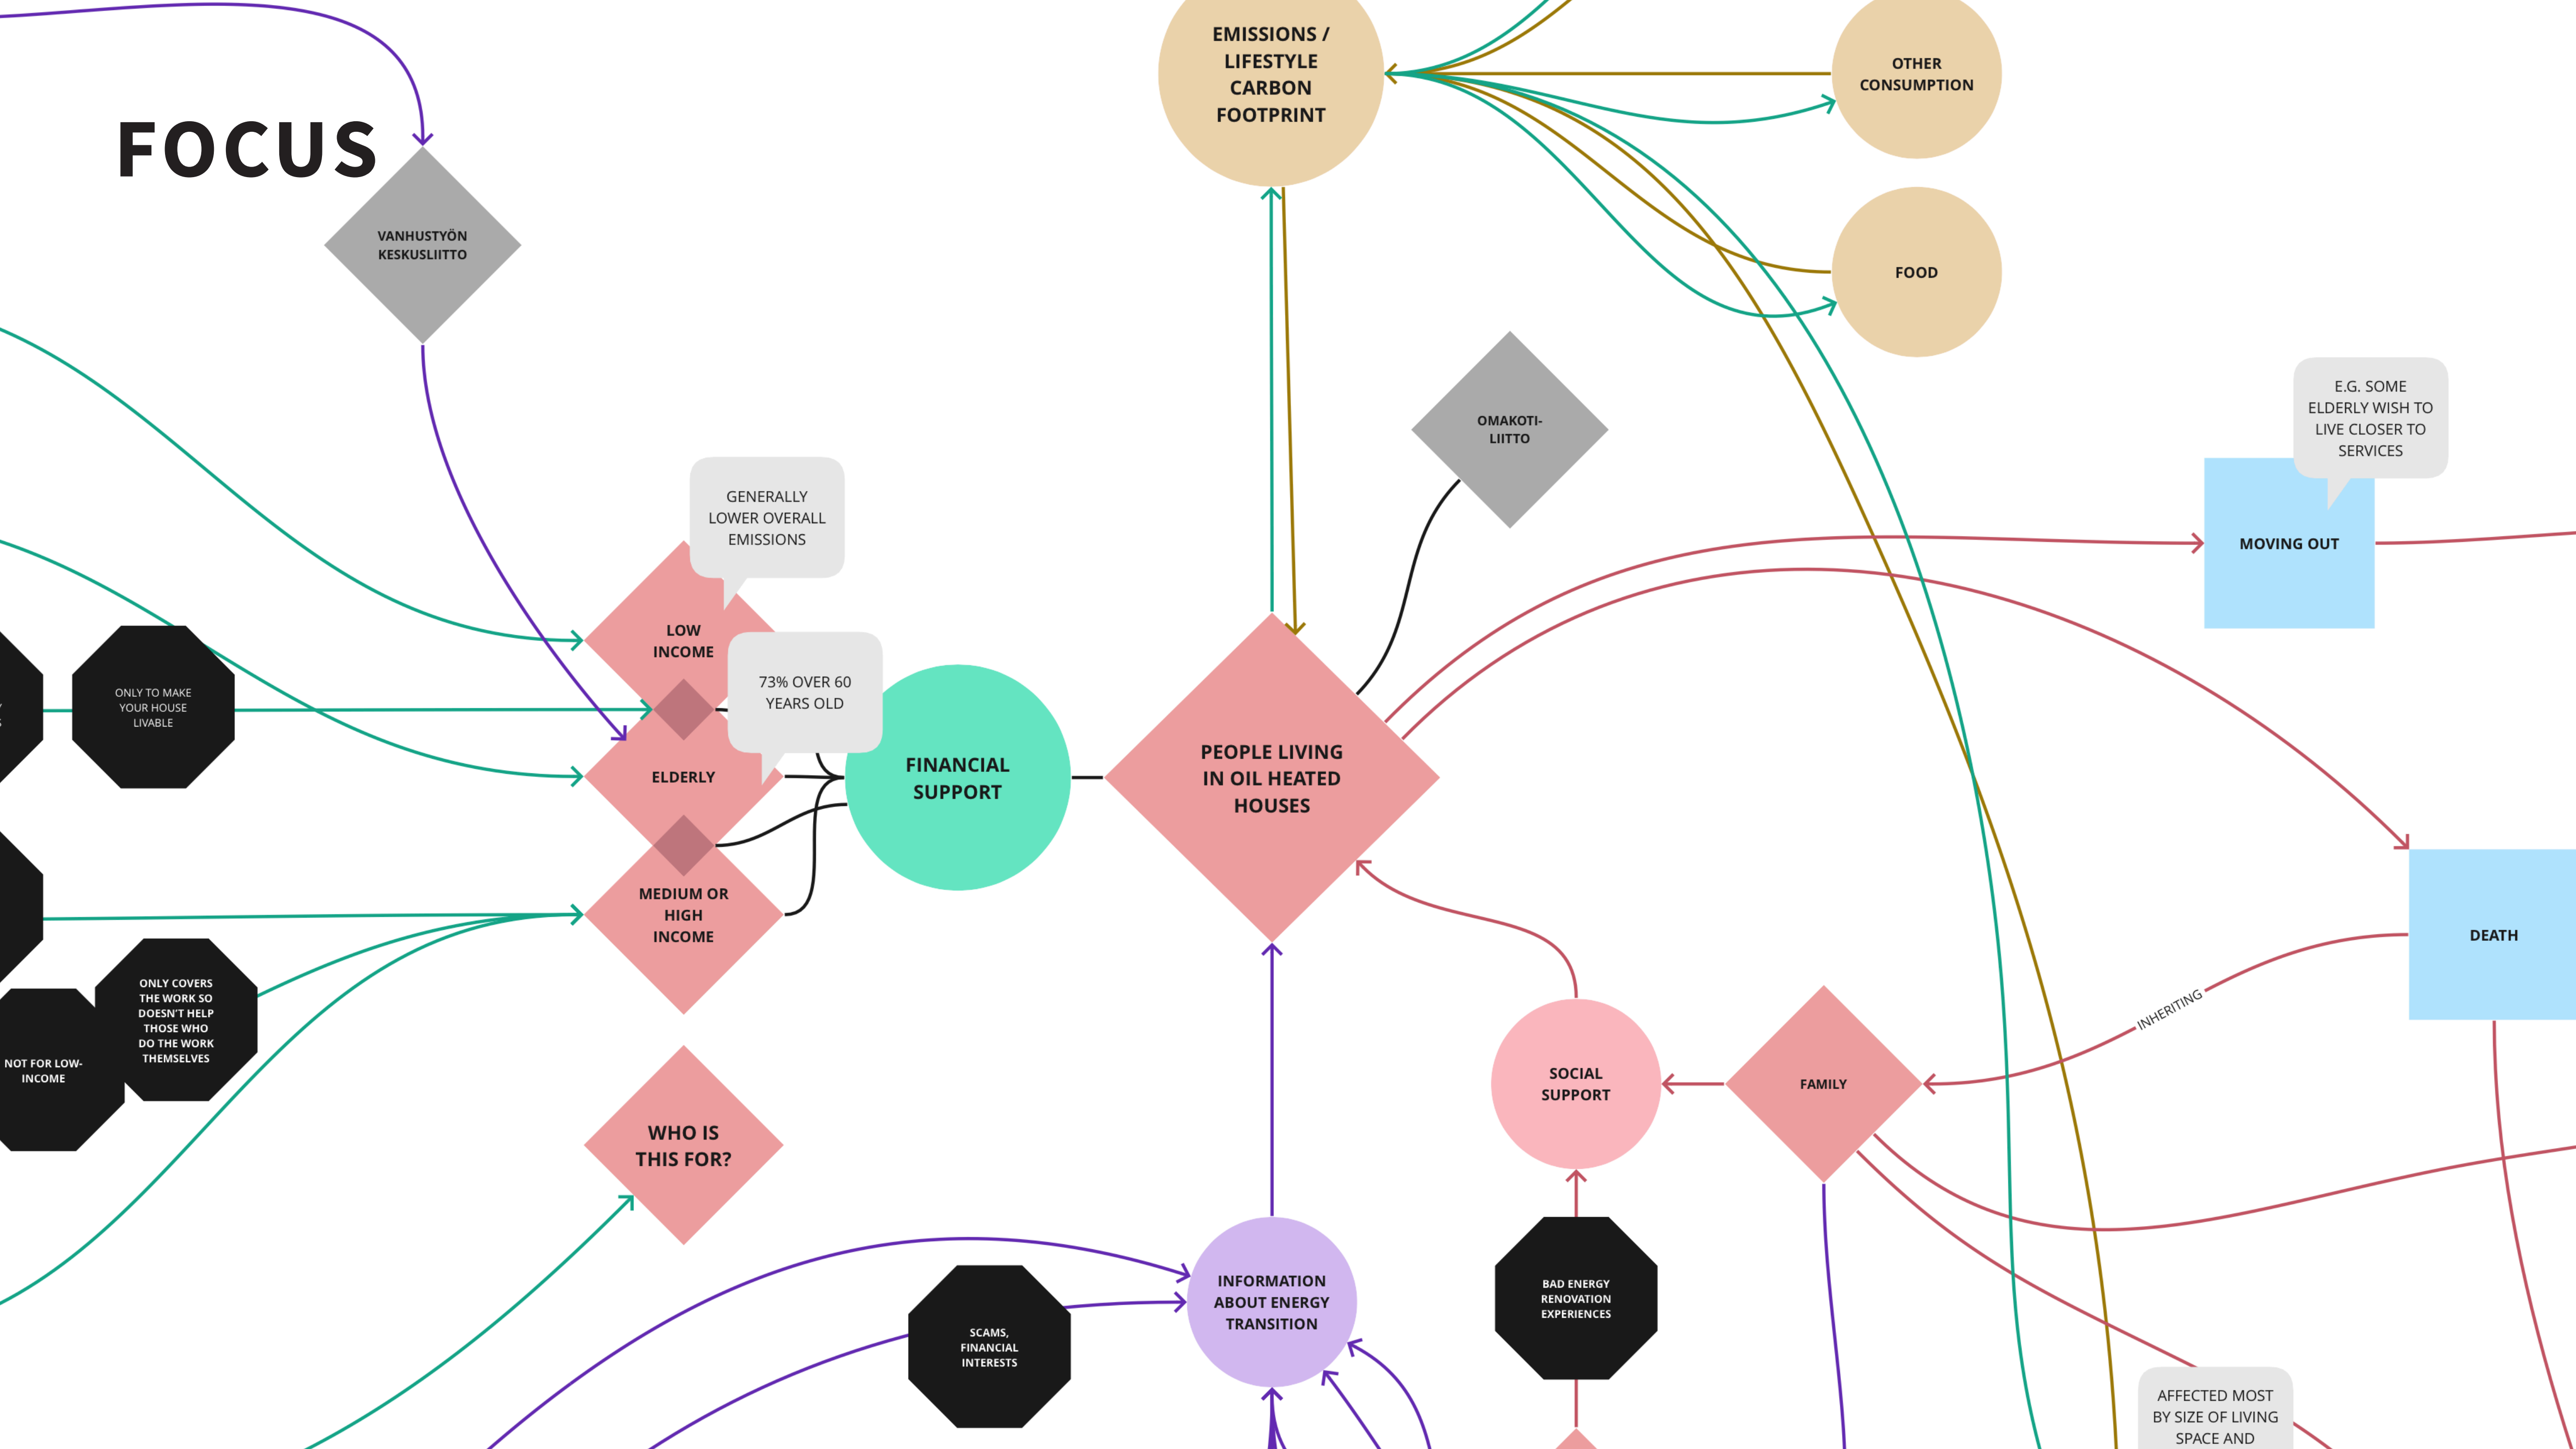 FOCUS
EMISSIONS /
LIFESTYLE
CARBON
FOOTPRINT
OTHER
CONSUMPTION
VANHUSTYÖN
KESKUSLIITTO
FOOD
OMAKOTI-
LIITTO
E.G. SOME
ELDERLY WISH TO
LIVE CLOSER TO
SERVICES
MOVING OUT
GENERALLY
LOWER OVERALL
EMISSIONS
LOW
INCOME
73% OVER 60
YEARS OLD
ONLY TO MAKE
YOUR HOUSE
LIVABLE
ELDERLY
FINANCIAL
SUPPORT
PEOPLE LIVING
IN OIL HEATED
HOUSES
MEDIUM OR
HIGH
INCOME
DEATH
INHERITING
ONLY COVERS
THE WORK SO
DOESN'T HELP
THOSE WHO
DO THE WORK
THEMSELVES
NOT FOR LOW-
INCOME
SOCIAL
SUPPORT
FAMILY
WHO IS
THIS FOR?
INFORMATION
ABOUT ENERGY
TRANSITION
BAD ENERGY
RENOVATION
EXPERIENCES
SCAMS,
FINANCIAL
INTERESTS
AFFECTED MOST
BY SIZE OF LIVING
SPACE AND